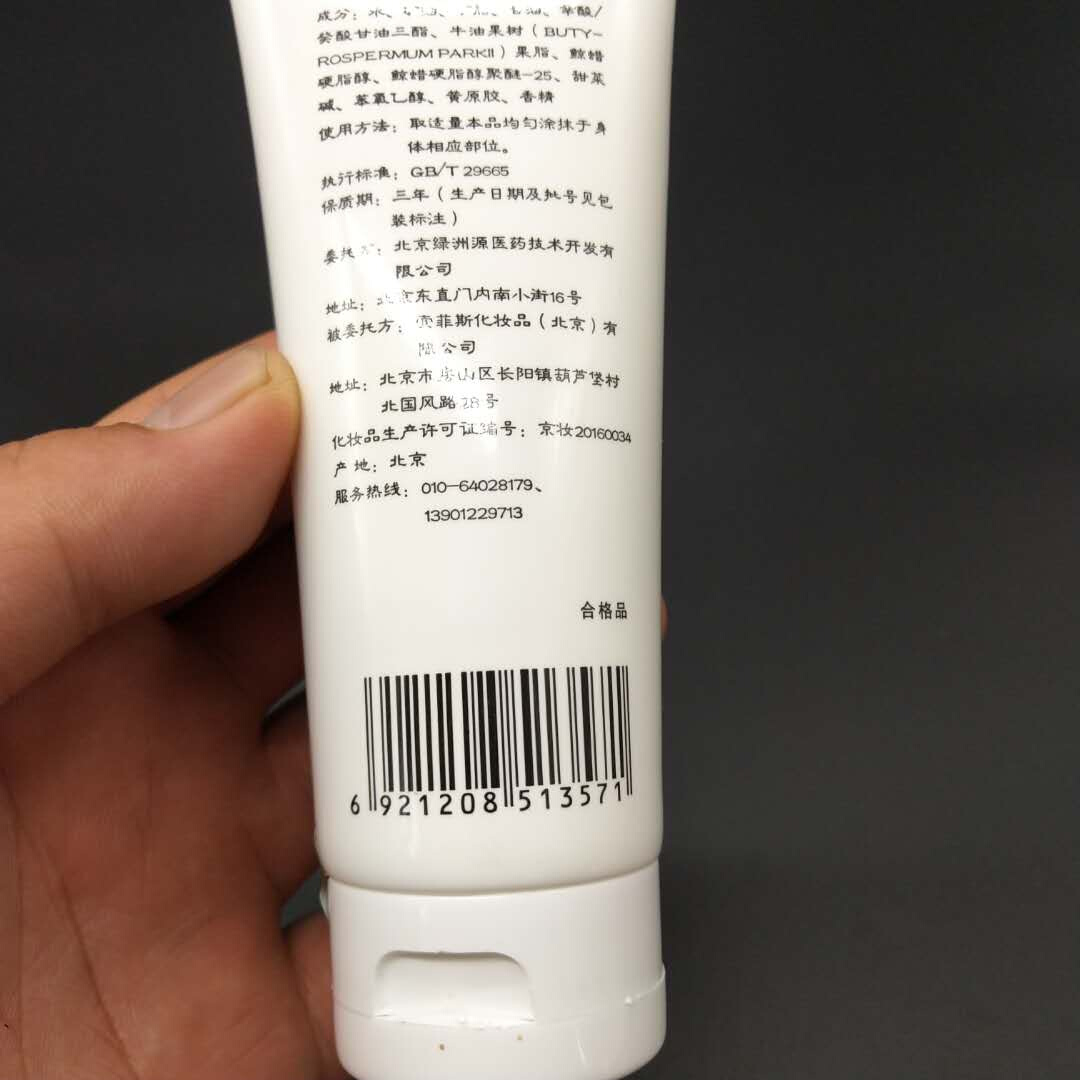 成分：水、
癸酸甘油三酯、牛油果树（BUTY-
ROSPERMUM PARKII）果脂、鲸蜡
硬脂醇、鲸蜡硬脂醇聚醚-25、甜菜
碱、苯氧乙醇、黄原胶、香精
使用方法：取适量本品均匀涂抹于身
体相应部位。
执行标准：GB/T 29665
保质期：三年（生产日期及批号见包
装标注）
委托方：北京绿洲源医药技术开发有
限公司
地址：北京东直门内南小街16号
被委托方：菲斯化妆品（北京）有
限公司
地址：北京市房山区长阳镇葫芦垡村
北国风路28号
化妆品生产许可证编号：京妆20160034
产地：北京
服务热线：010-64028179、
13901229713
合格品
6 921208 513571